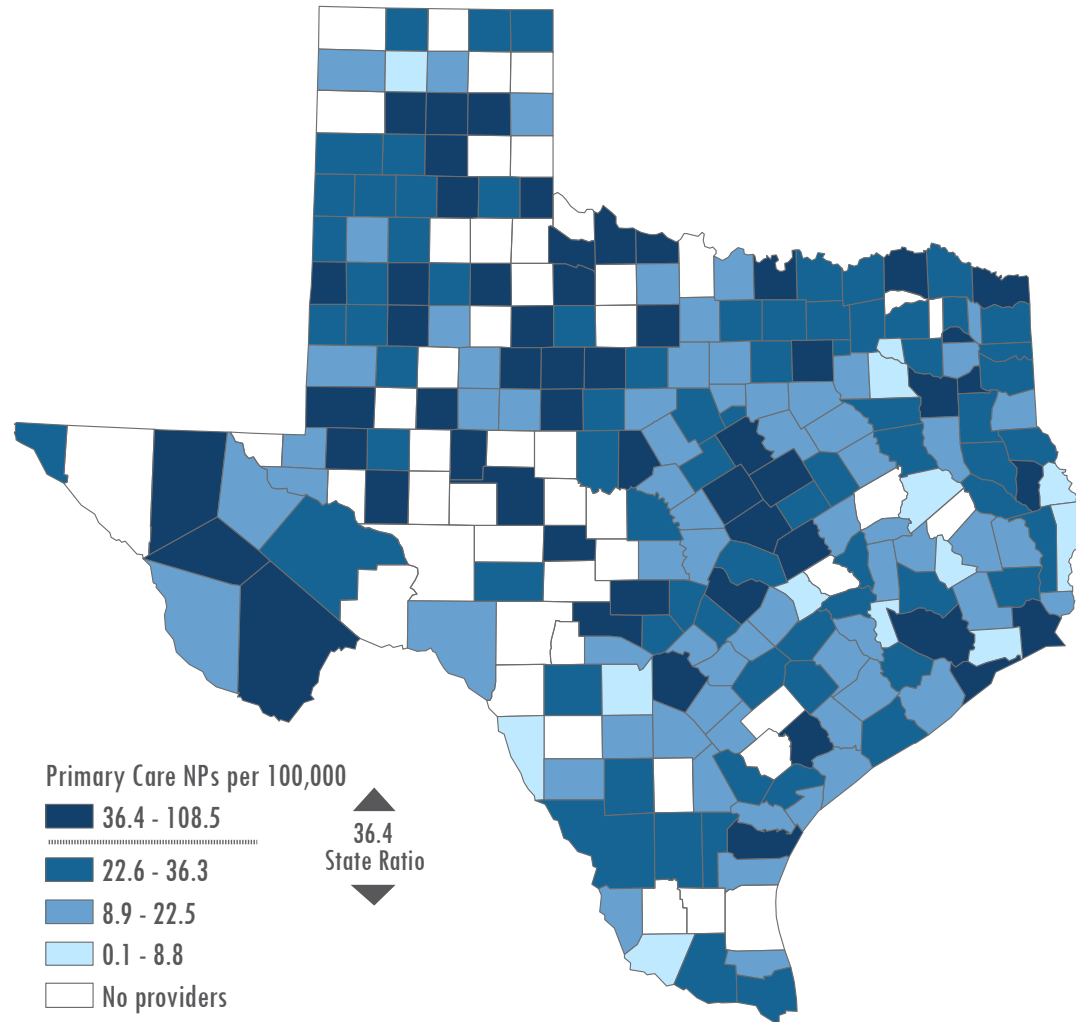 Primary Care NPs per 100,000
36.4 - 108.5
22.6 - 36.3
8.9 - 22.5
0.1 - 8.8
No providers
36.4
State Ratio